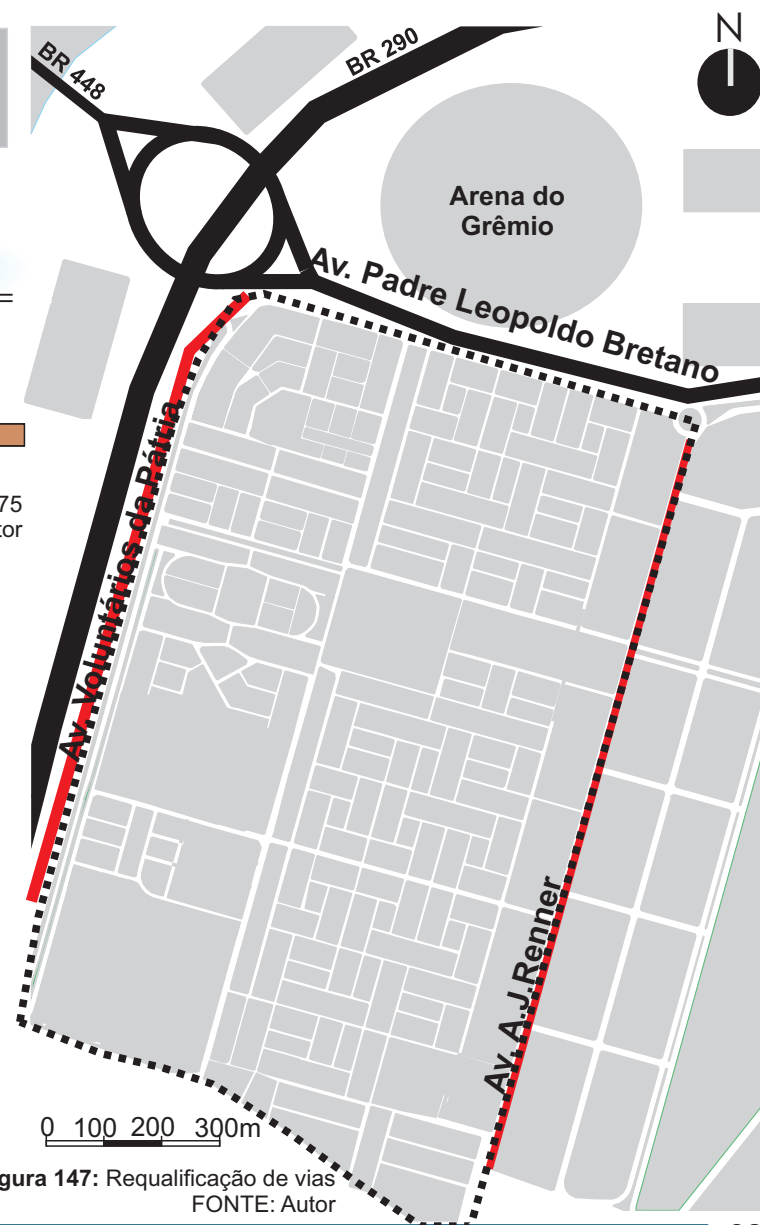 N
BR 448
BR 290
Arena do
Grêmio
Av. Padre Leopoldo Bretano
75
tor
Av. Voluntários da Pátria
Av. A.J.Renner
0 100 200 300m
gura 147: Requalificação de vias
FONTE: Autor